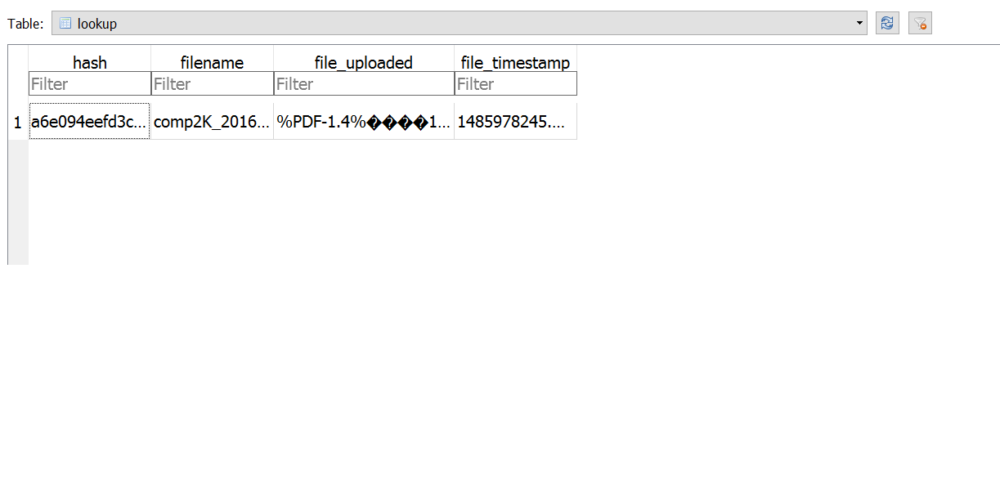 Table: lookup
hash filename file_uploaded file_timestamp
Filter Filter Filter Filter
1 a6e094eefd3c... comp2K_2016... %PDF-1.4%����1... 1485978245....